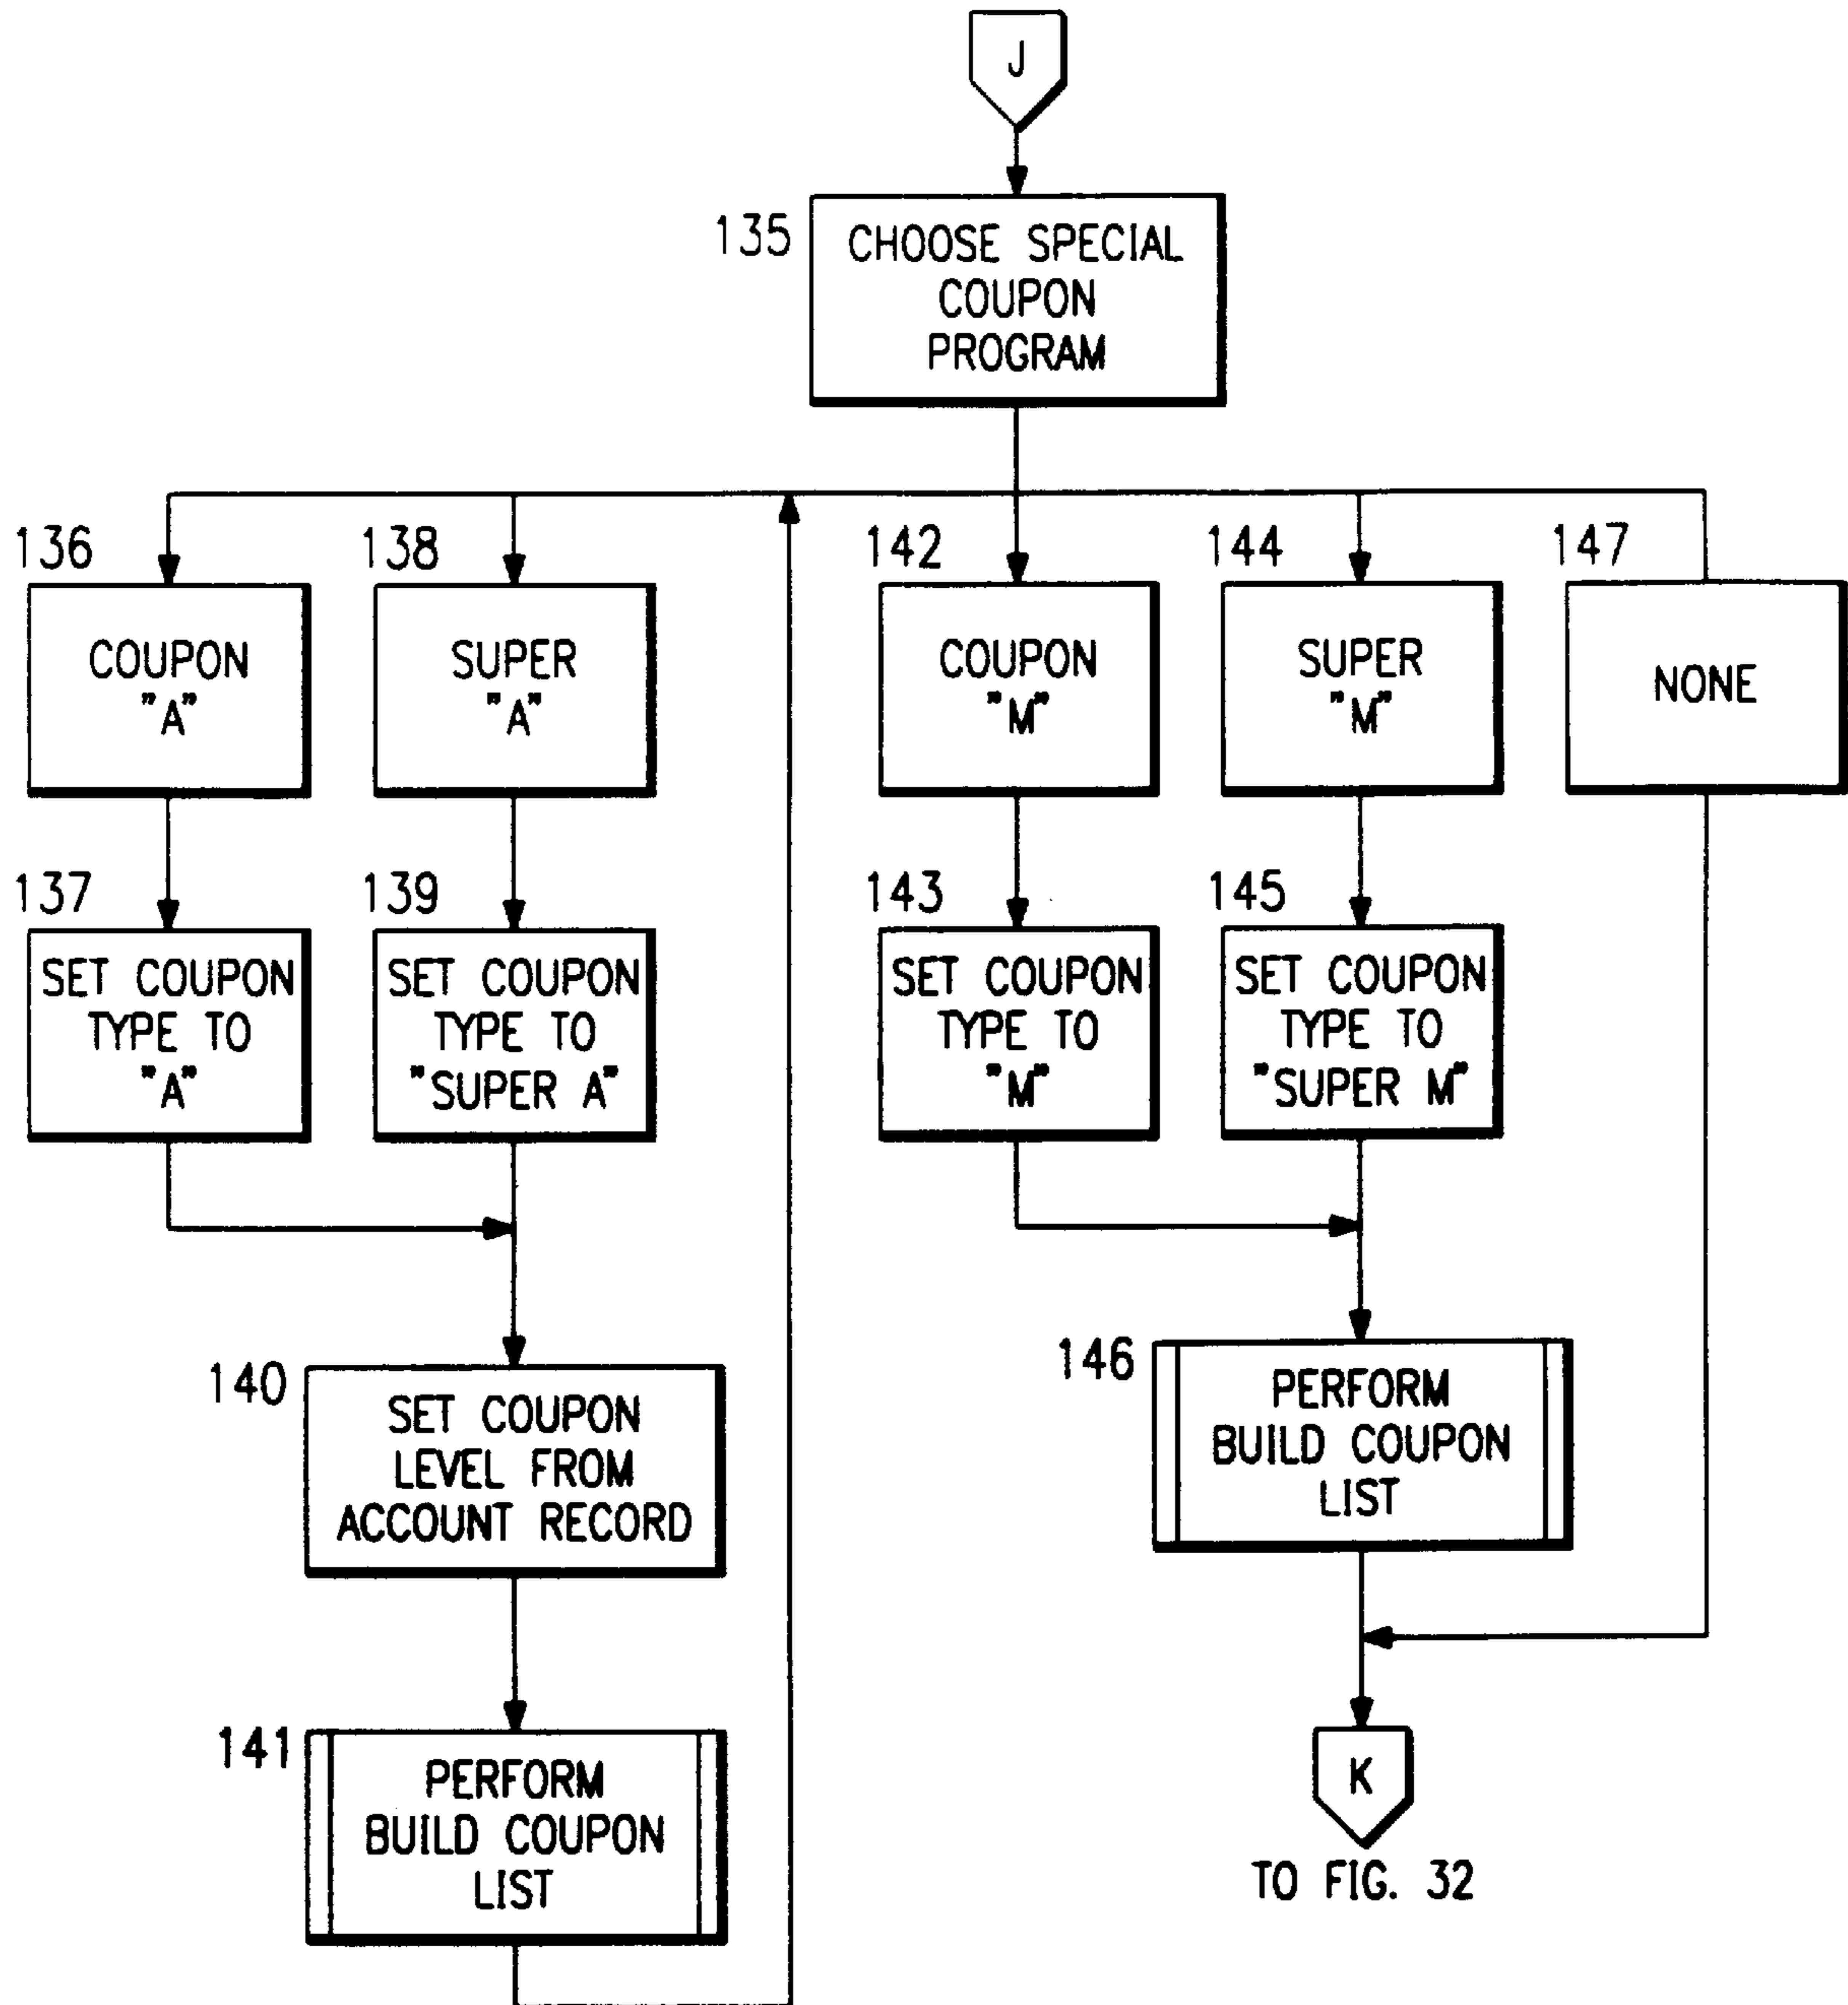 J
135
CHOOSE SPECIAL
COUPON
PROGRAM
136
COUPON
"A"
138
SUPER
"A"
142
COUPON
"M"
144
SUPER
"M"
147
NONE
137
SET COUPON
TYPE TO
"A"
139
SET COUPON
TYPE TO
"SUPER A"
143
SET COUPON
TYPE TO
"M"
145
SET COUPON
TYPE TO
"SUPER M"
140
SET COUPON
LEVEL FROM
ACCOUNT RECORD
146
PERFORM
BUILD COUPON
LIST
141
PERFORM
BUILD COUPON
LIST
K
TO FIG. 32